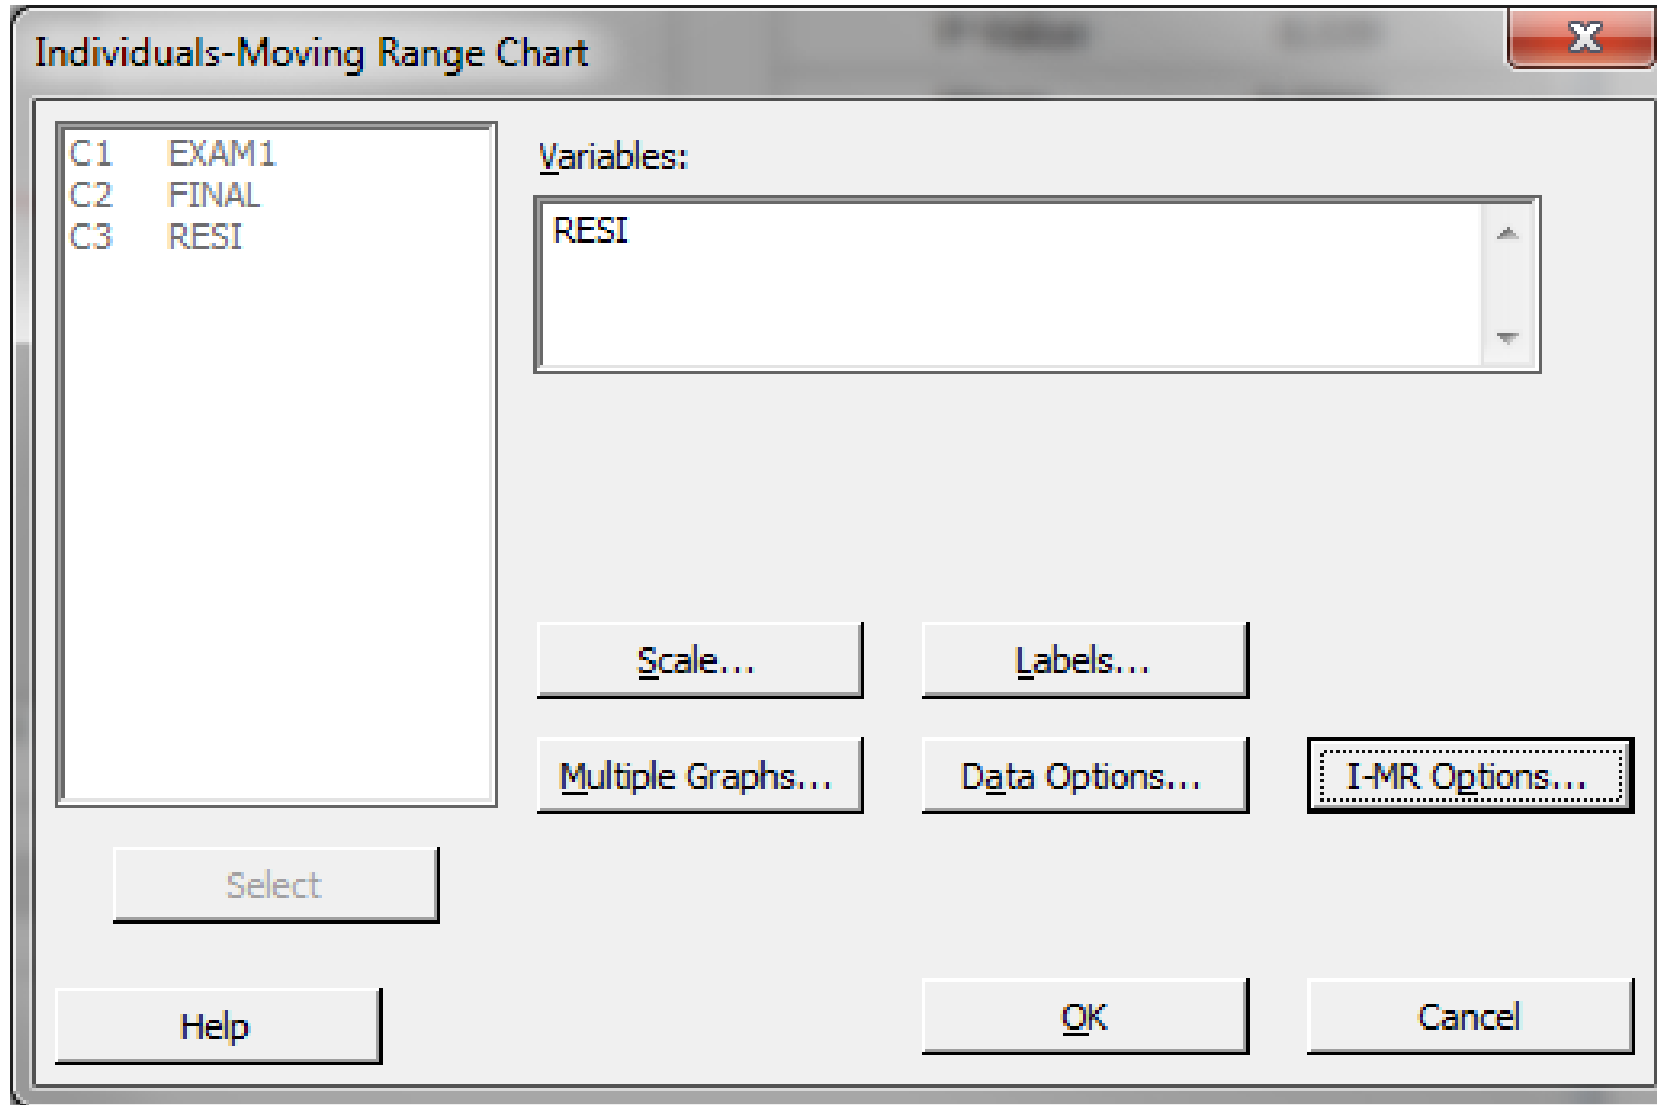 Individuals-Moving Range Chart
C1 EXAM1
C2 FINAL
C3 RESI
Variables:
RESI
Scale...
Labels...
Multiple Graphs...
Data Options...
I-MR Options...
Select
Help
OK
Cancel